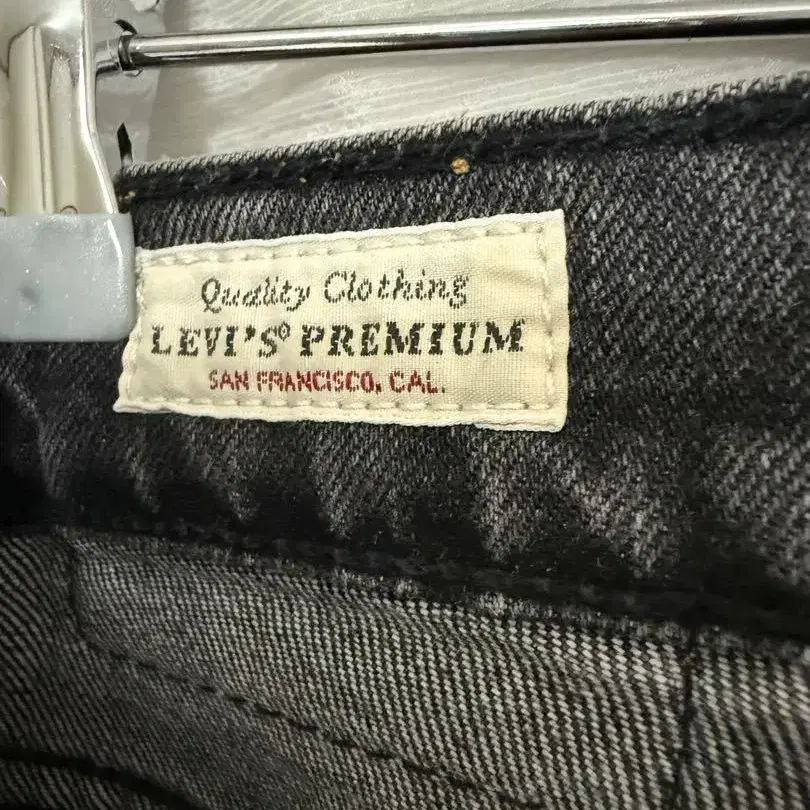 Quality Clothing
LEVI'S® PREMIUM
SAN FRANCISCO, CAL.